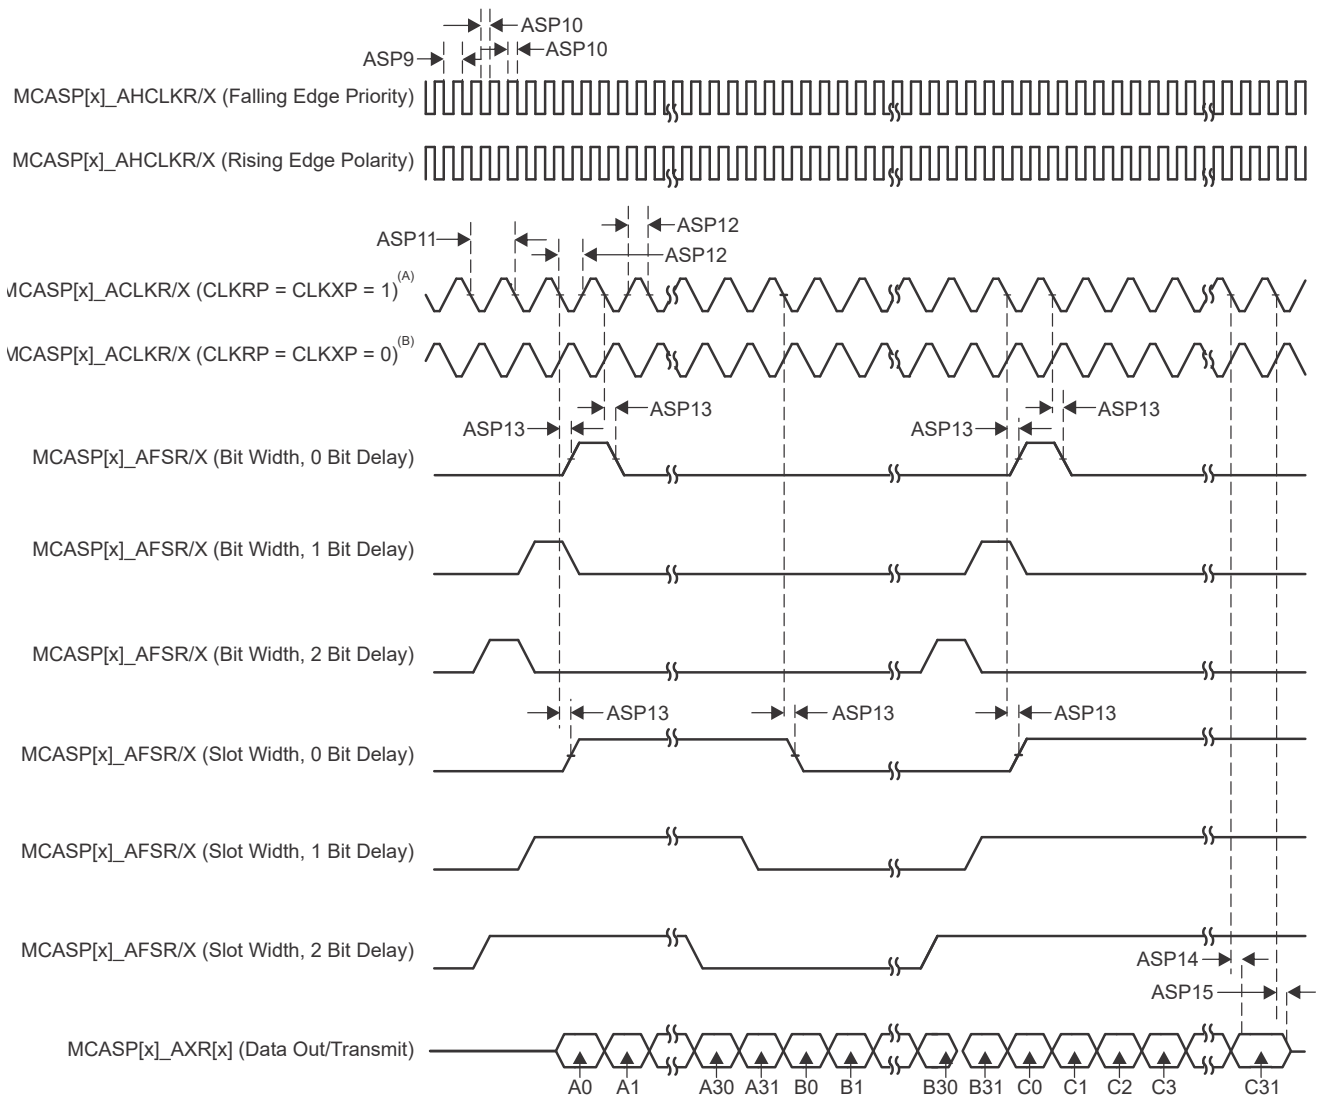 ASP10
ASP9 ASP10
MCASP[x]_AHCLKR/X (Falling Edge Priority)
MCASP[x]_AHCLKR/X (Rising Edge Polarity)
ASP12
ASP11
ASP12
MCASP[x]_ACLKR/X (CLKRP = CLKXP = 1)(A)
MCASP[x]_ACLKR/X (CLKRP = CLKXP = 0)(B)
ASP13 ASP13
ASP13 ASP13
MCASP[x]_AFSR/X (Bit Width, 0 Bit Delay)
MCASP[x]_AFSR/X (Bit Width, 1 Bit Delay)
MCASP[x]_AFSR/X (Bit Width, 2 Bit Delay)
ASP13 ASP13 ASP13
MCASP[x]_AFSR/X (Slot Width, 0 Bit Delay)
MCASP[x]_AFSR/X (Slot Width, 1 Bit Delay)
MCASP[x]_AFSR/X (Slot Width, 2 Bit Delay)
ASP14
ASP15
MCASP[x]_AXR[x] (Data Out/Transmit)
A0 A1 A30 A31 B0 B1 B30 B31 C0 C1 C2 C3 C31